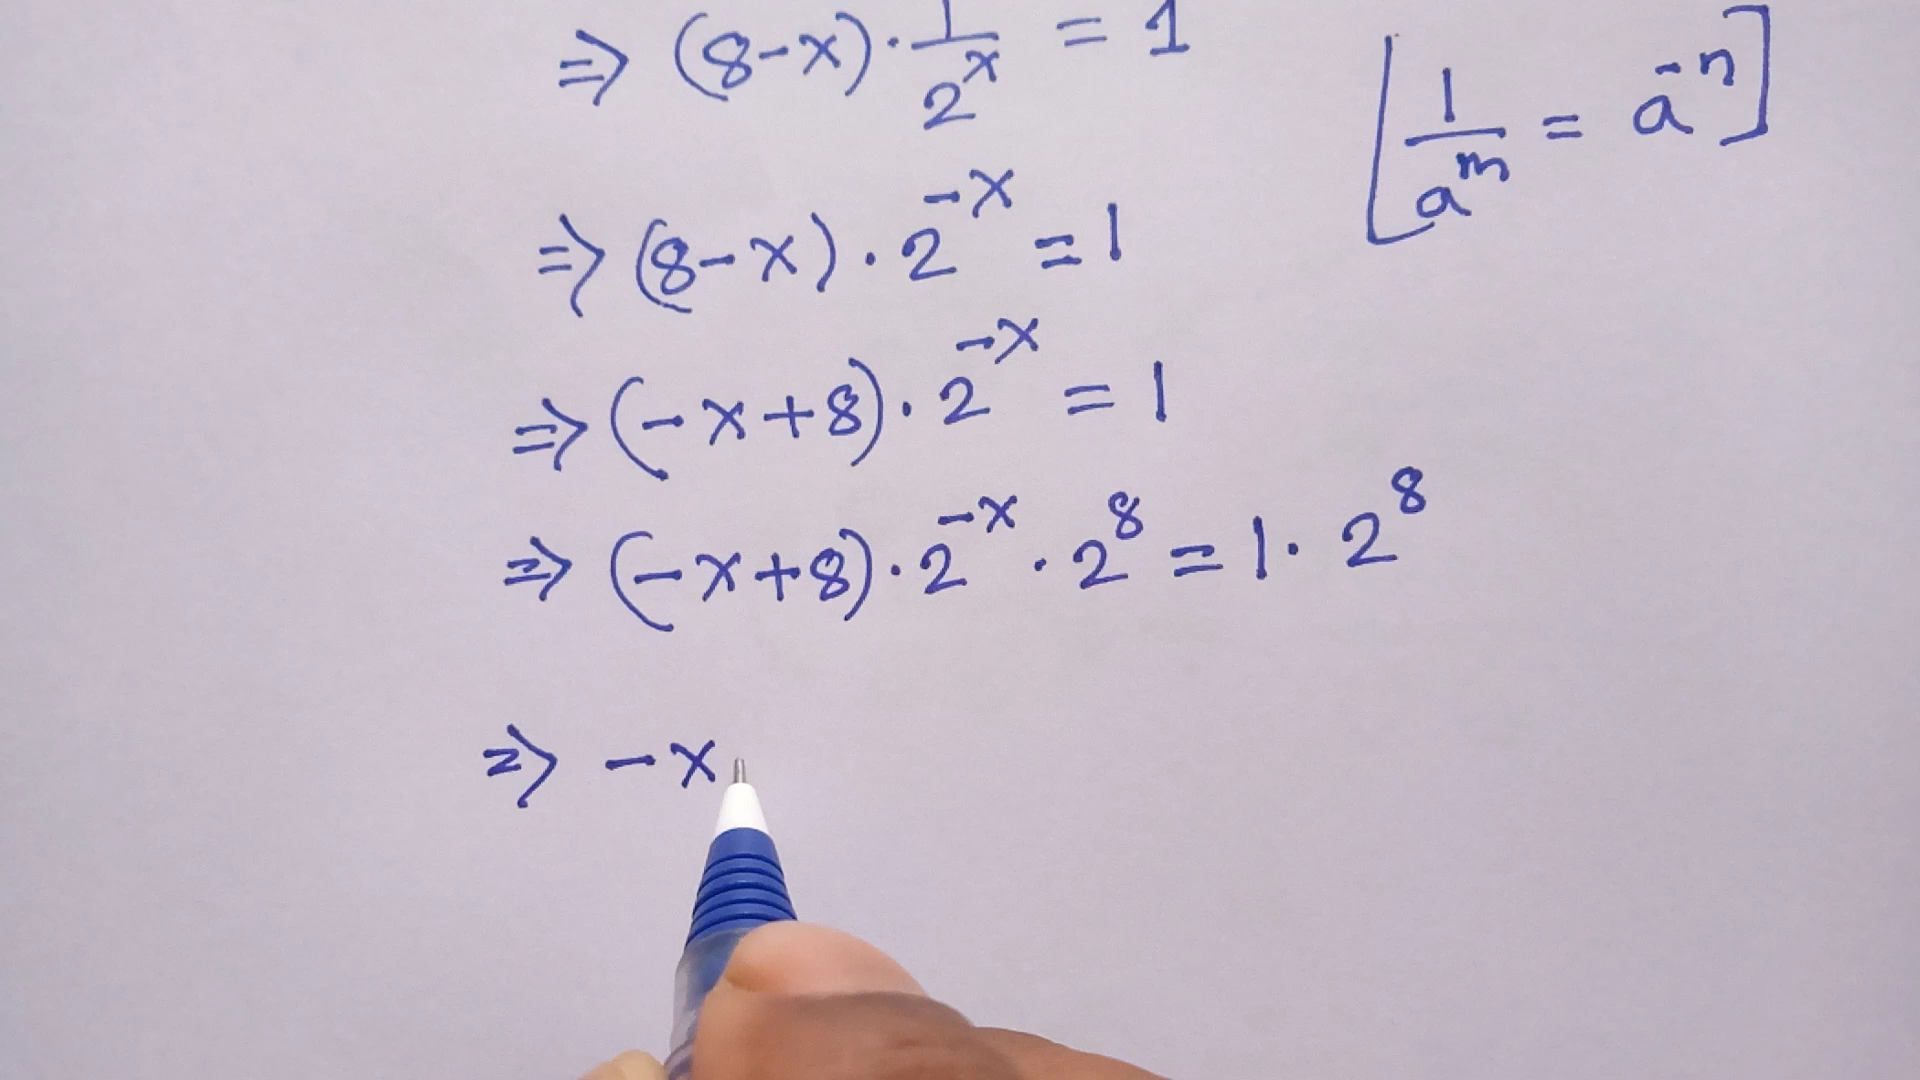 ⇒ (8-x)·1/2^x = 1
[1/a^m = a^-n]
⇒ (8-x)·2^-x = 1
⇒ (-x+8)·2^-x = 1
⇒ (-x+8)·2^-x·2^8 = 1·2^8
⇒ -x